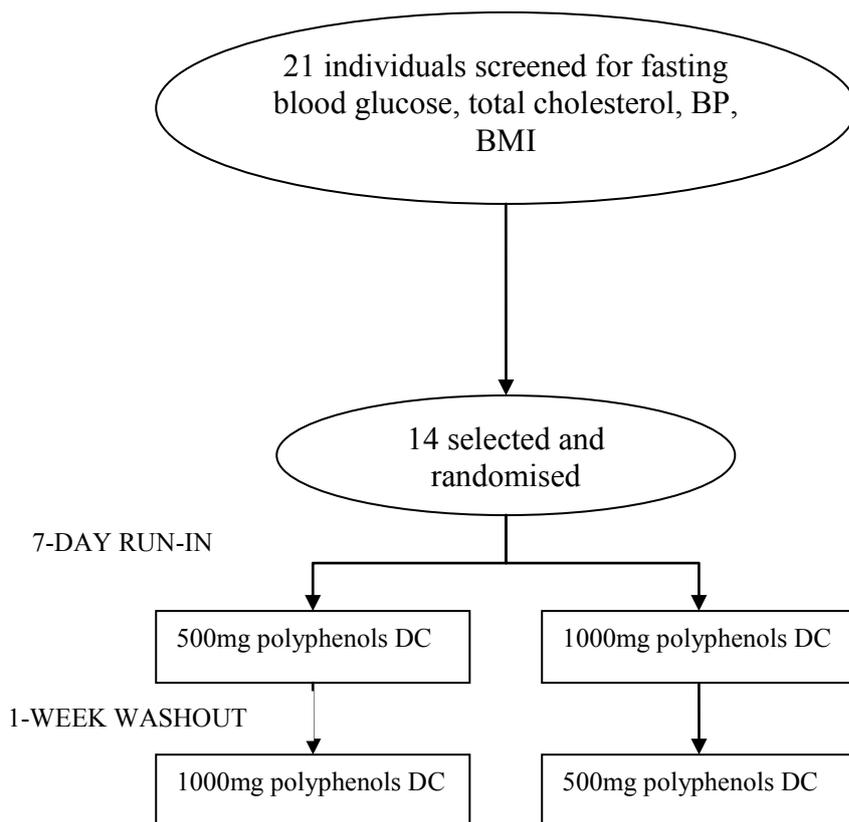 21 individuals screened for fasting
blood glucose, total cholesterol, BP,
BMI
14 selected and
randomised
7-DAY RUN-IN
500mg polyphenols DC
1000mg polyphenols DC
1-WEEK WASHOUT
1000mg polyphenols DC
500mg polyphenols DC